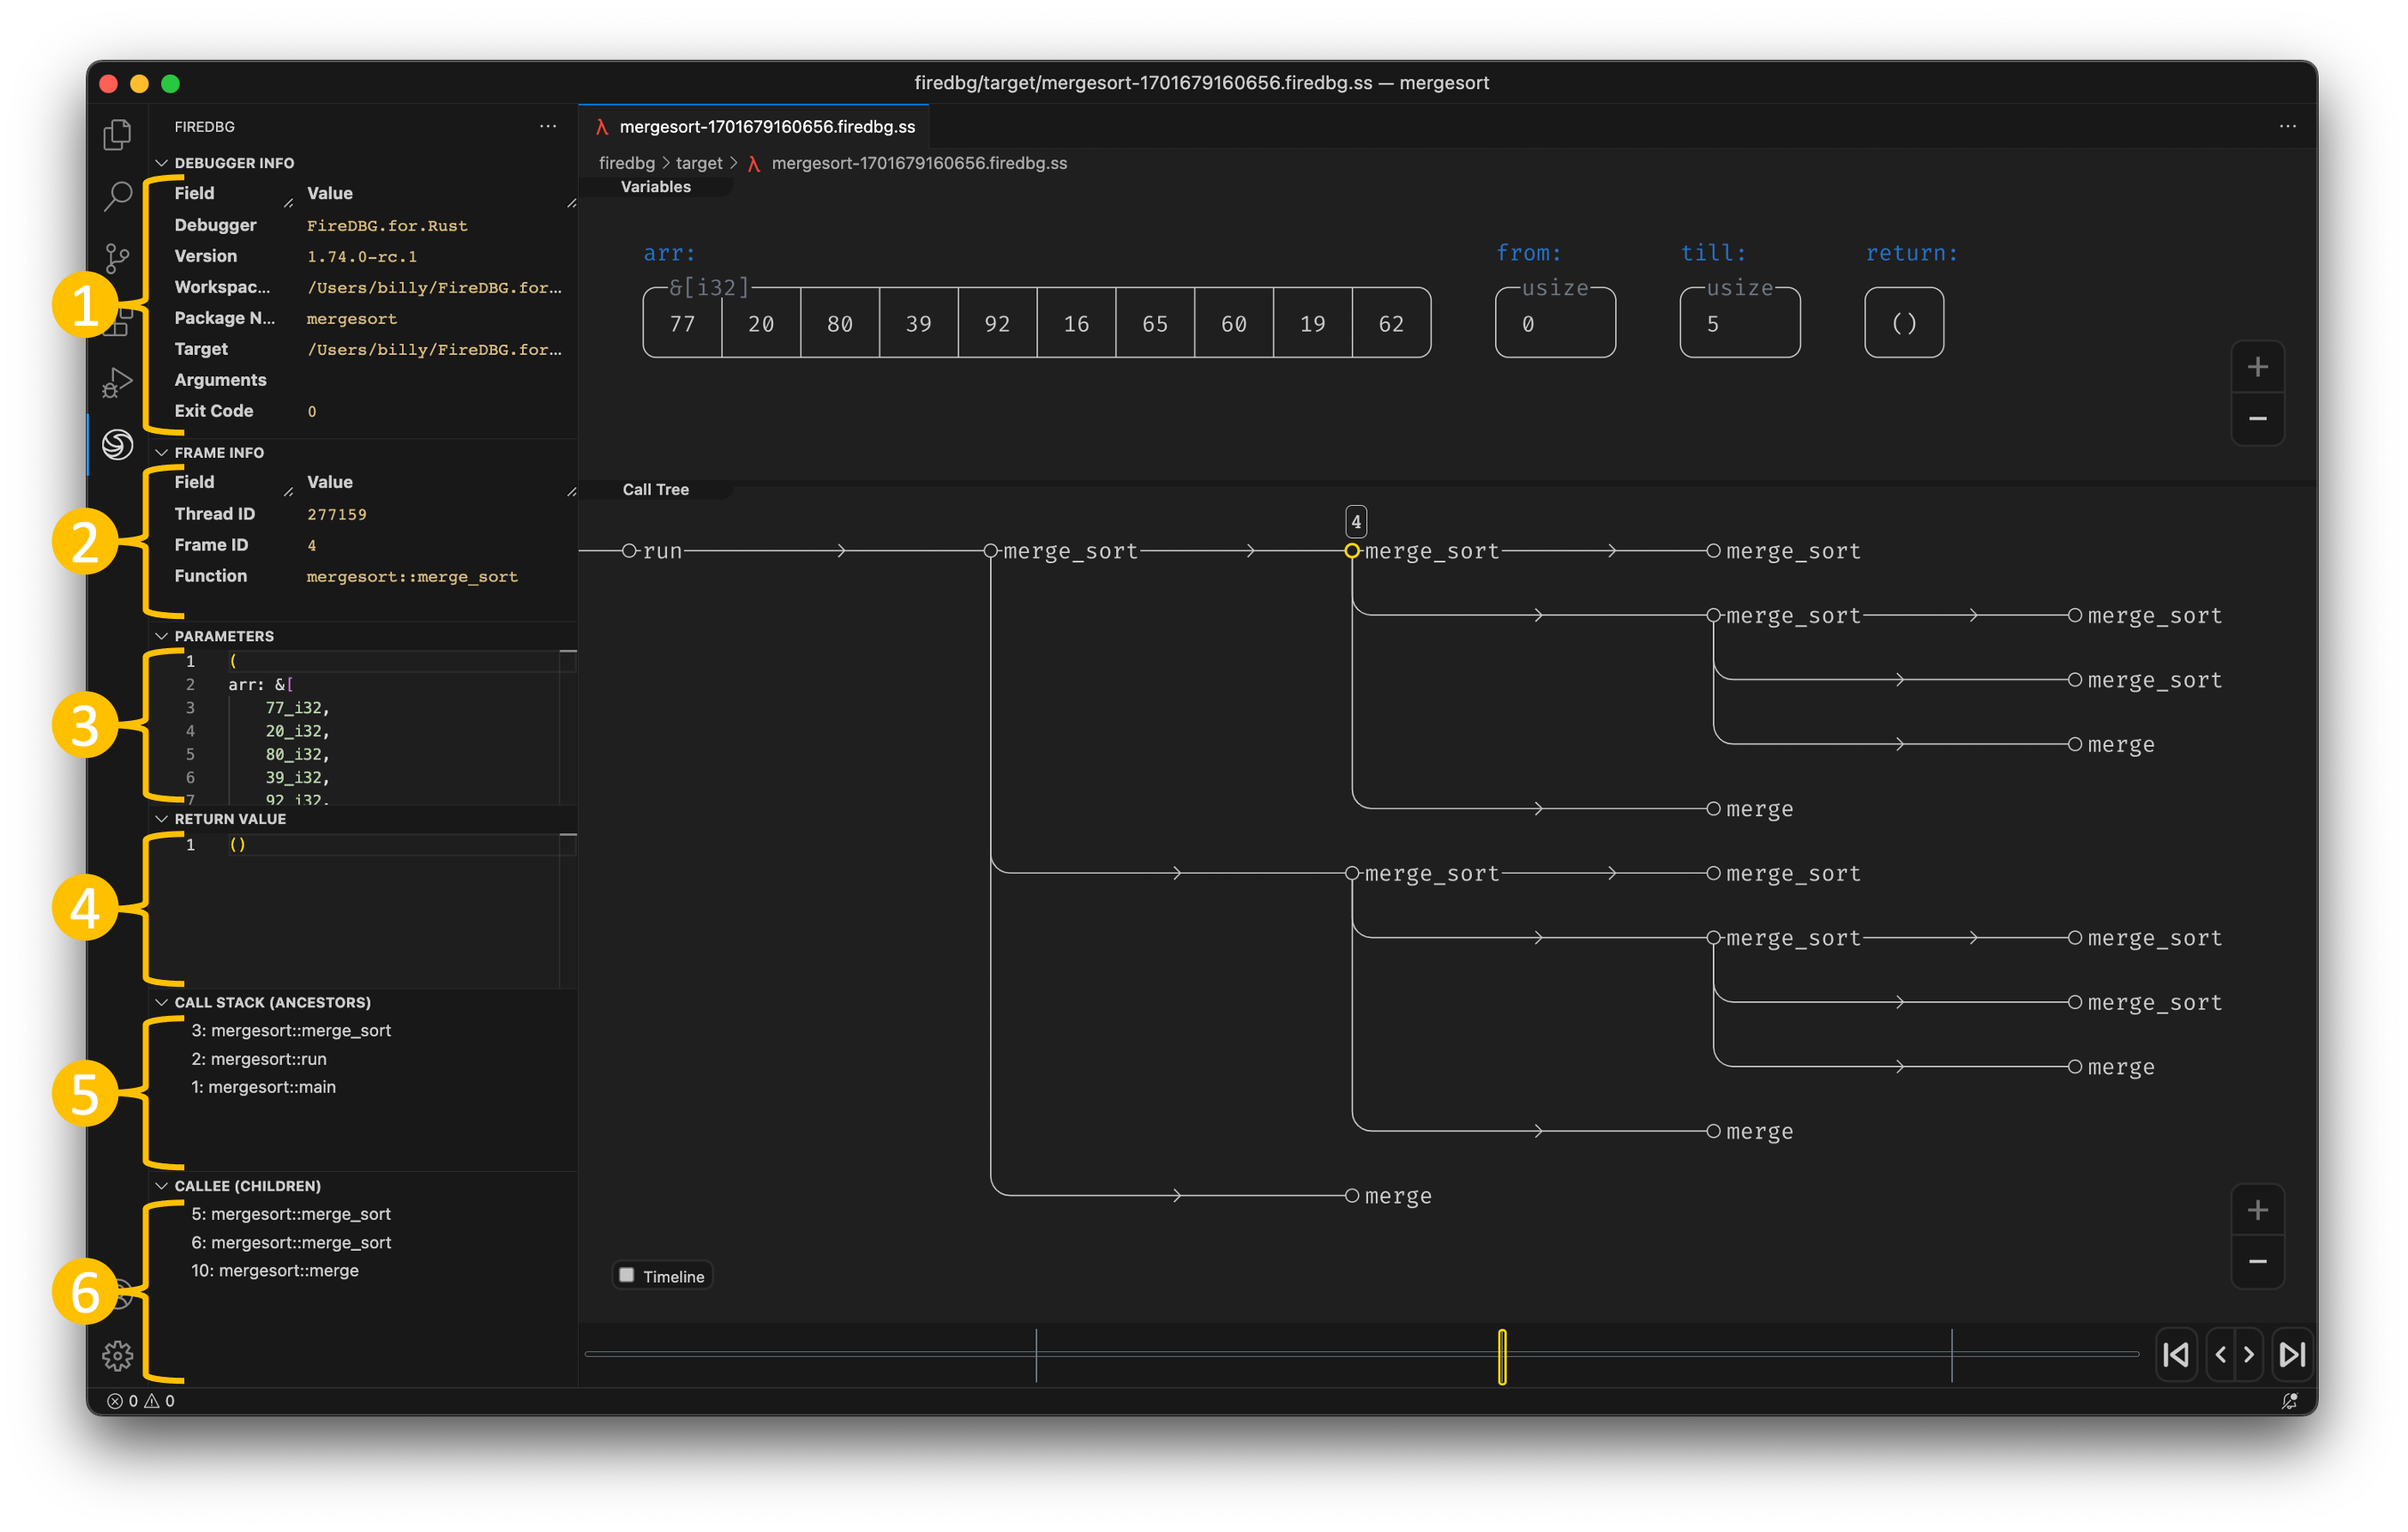 firedbg/target/mergesort-1701679160656.firedbg.ss — mergesort
FIREDBG
DEBUGGER INFO
Field Value
Debugger FireDBG.for.Rust
Version 1.74.0-rc.1
Workspac... /Users/billy/FireDBG.for...
Package N... mergesort
Target /Users/billy/FireDBG.for...
Arguments
Exit Code 0
1
FRAME INFO
Field Value
Thread ID 277159
Frame ID 4
Function mergesort::merge_sort
2
PARAMETERS
1 (
2 arr: &[
3 77_i32,
4 20_i32,
5 80_i32,
6 39_i32,
7 92_i32,
3
RETURN VALUE
1 ()
4
CALL STACK (ANCESTORS)
3: mergesort::merge_sort
2: mergesort::run
1: mergesort::main
5
CALLEE (CHILDREN)
5: mergesort::merge_sort
6: mergesort::merge_sort
10: mergesort::merge
6
0 0
λ mergesort-1701679160656.firedbg.ss
firedbg > target > λ mergesort-1701679160656.firedbg.ss
Variables
arr: from: till: return:
&[i32] usize usize
77 20 80 39 92 16 65 60 19 62 0 5 ()
+
−
Call Tree
4
run merge_sort merge_sort merge_sort
merge_sort merge_sort
merge_sort
merge
merge
merge_sort merge_sort
merge_sort merge_sort
merge_sort
merge
merge
merge
+
−
Timeline